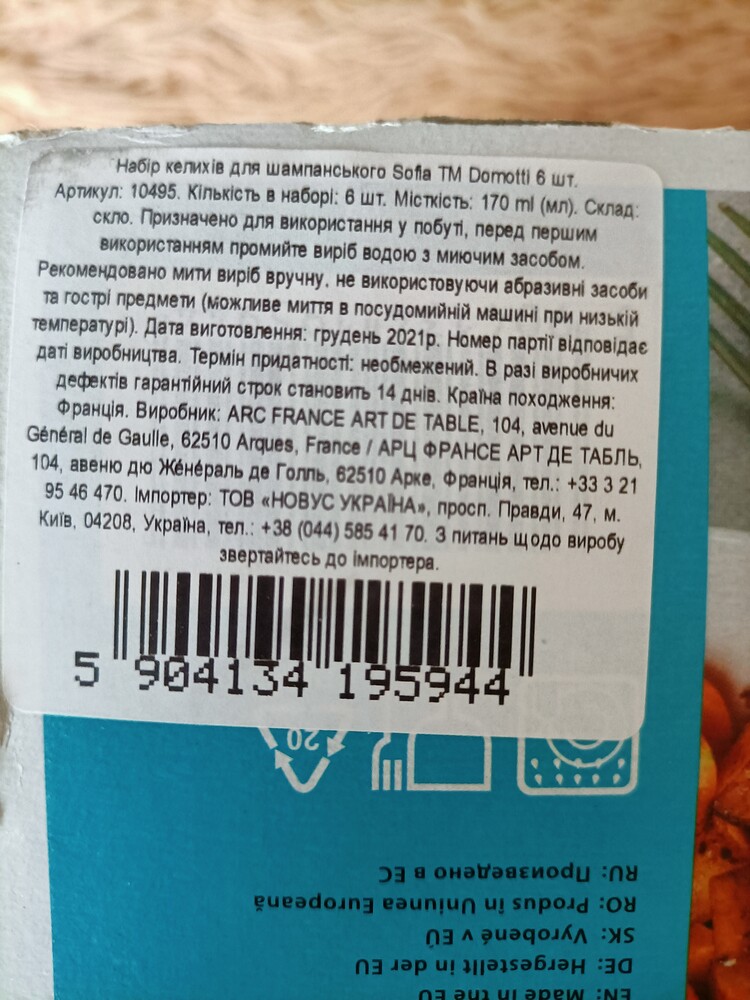 Набір келихів для шампанського Sofia TM Domotti 6 шт.
Артикул: 10495. Кількість в наборі: 6 шт. Місткість: 170 ml (мл). Склад:
скло. Призначено для використання у побуті, перед першим
використанням промийте виріб водою з миючим засобом.
Рекомендовано мити виріб вручну, не використовуючи абразивні засоби
та гострі предмети (можливе миття в посудомийній машині при низькій
температурі). Дата виготовлення: грудень 2021р. Номер партії відповідає
даті виробництва. Термін придатності: необмежений. В разі виробничих
дефектів гарантійний строк становить 14 днів. Країна походження:
Франція. Виробник: ARC FRANCE ART DE TABLE, 104, avenue du
Général de Gaulle, 62510 Arques, France / АРЦ ФРАНСЕ АРТ ДЕ ТАБЛЬ,
104, авеню дю Жéнéраль де Голль, 62510 Арке, Франція, тел.: +33 3 21
95 46 470. Імпортер: ТОВ «НОВУС УКРАЇНА», просп. Правди, 47, м.
Київ, 04208, Україна, тел.: +38 (044) 585 41 70. З питань щодо виробу
звертайтесь до імпортера.
5 904134 195944
20
RU: Произведено в ЕС
RO: Produs în Uniunea Europeană
SK: Vyrobené v EÚ
DE: Hergestellt in der EU
EN: Made in the EU